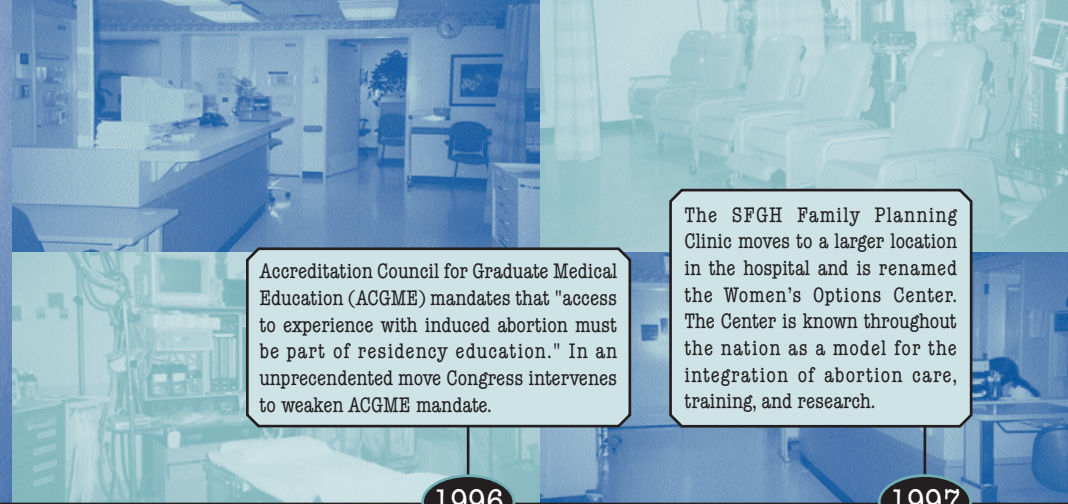 Accreditation Council for Graduate Medical
Education (ACGME) mandates that "access
to experience with induced abortion must
be part of residency education." In an
unprecendented move Congress intervenes
to weaken ACGME mandate.
1996
The SFGH Family Planning
Clinic moves to a larger location
in the hospital and is renamed
the Women's Options Center.
The Center is known throughout
the nation as a model for the
integration of abortion care,
training, and research.
1997